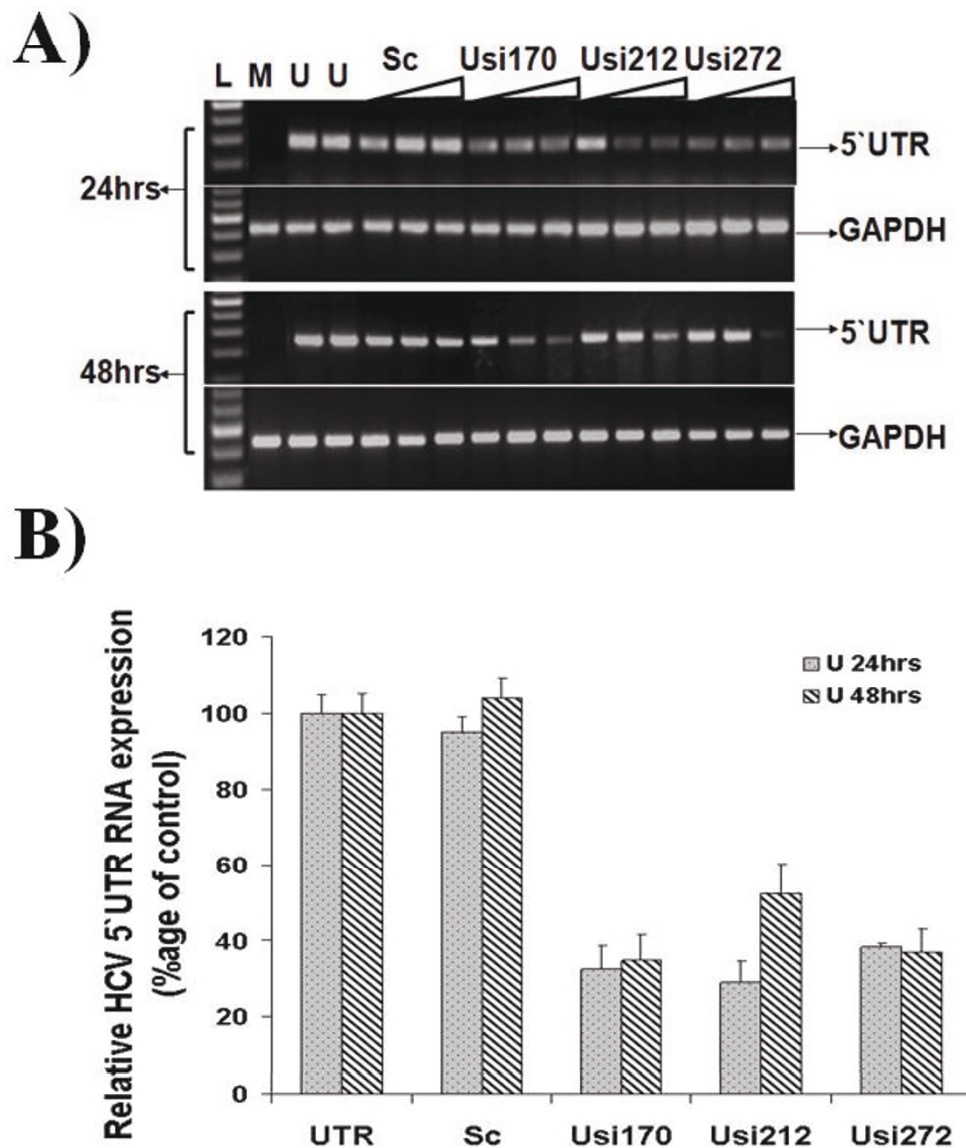 A)
L M U U Sc Usi170 Usi212 Usi272
5`UTR
24hrs
GAPDH
5`UTR
48hrs
GAPDH
B)
Relative HCV 5`UTR RNA expression
(%age of control)
120
100
80
60
40
20
0
U 24hrs
U 48hrs
UTR Sc Usi170 Usi212 Usi272